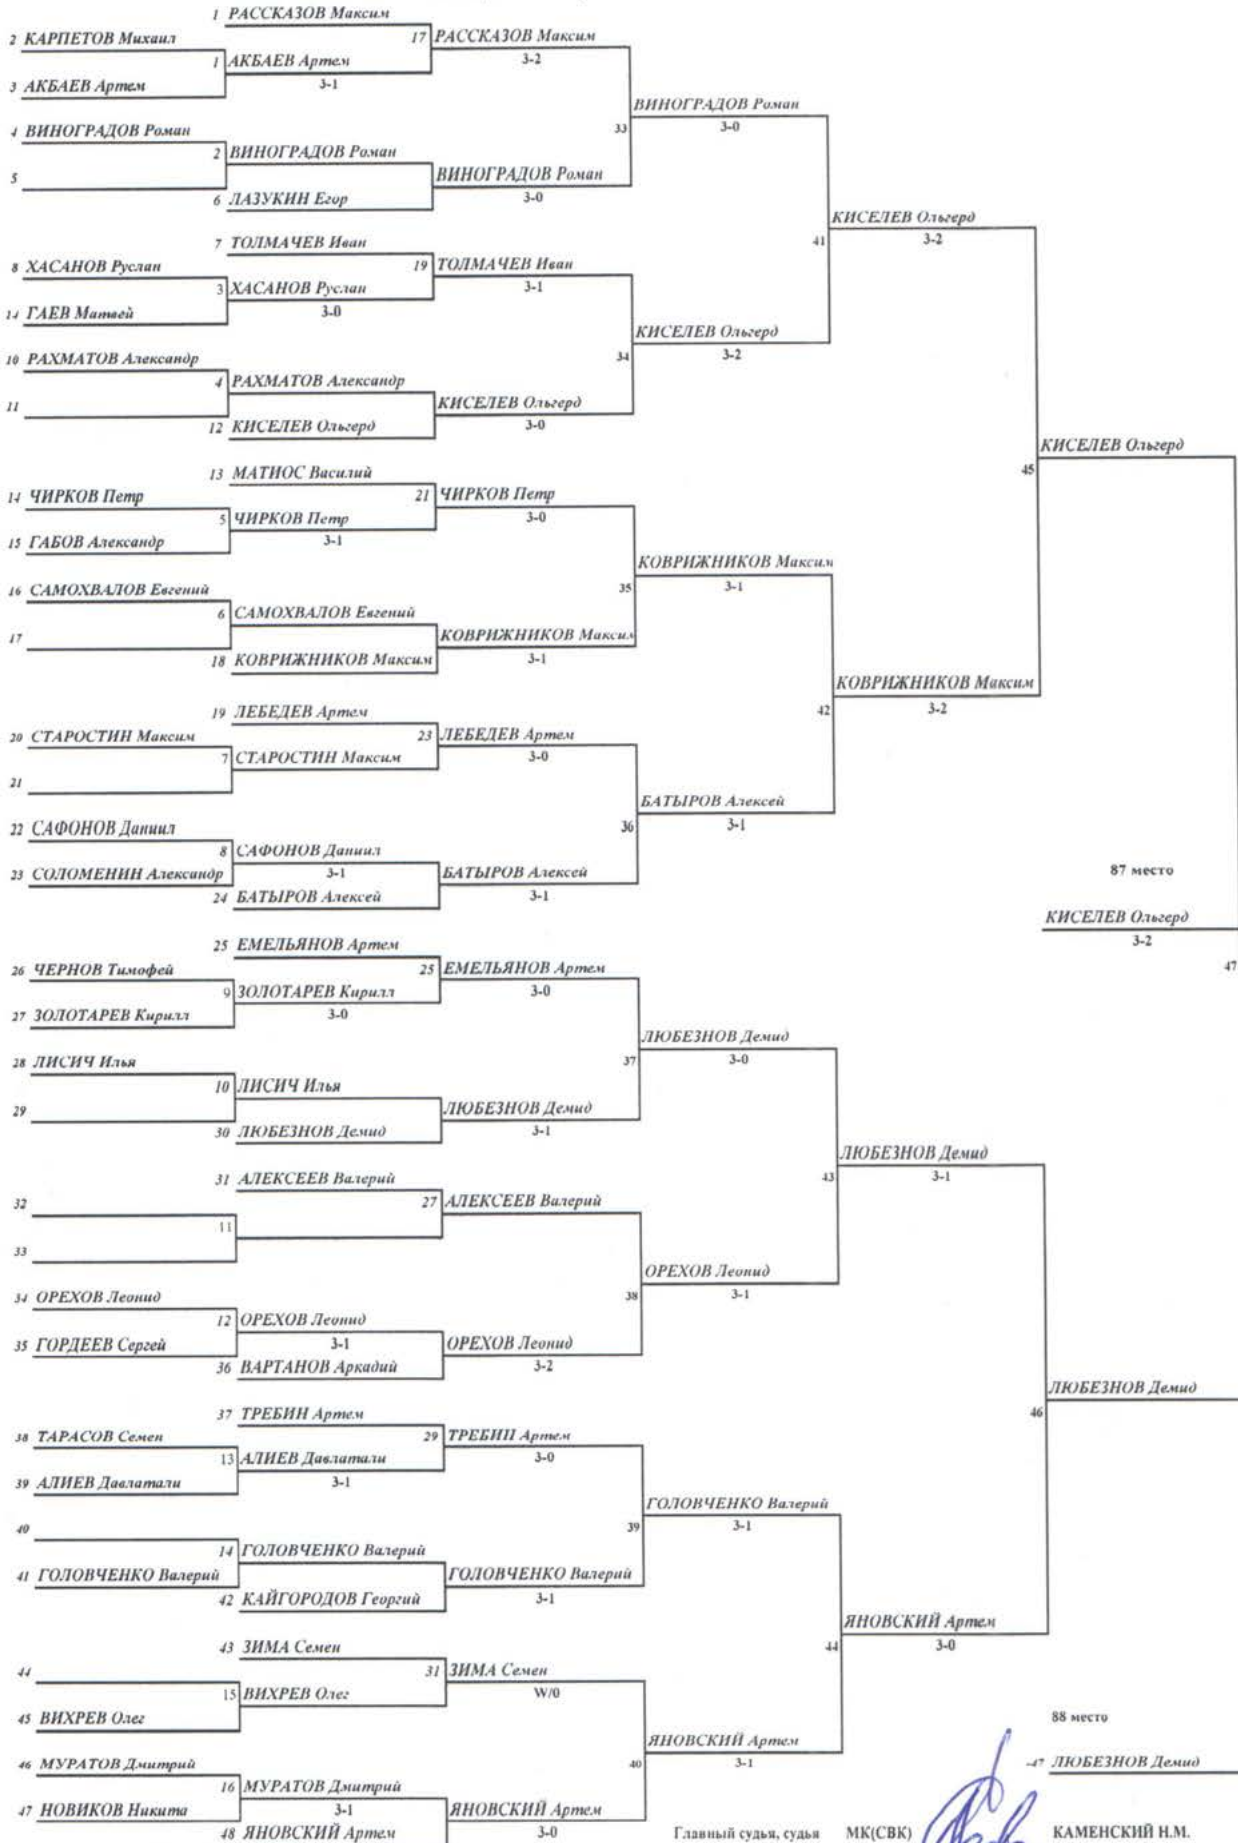 1 РАССКАЗОВ Максим
2 КАРПЕТОВ Михаил
17 РАССКАЗОВ Максим
3-2
1 АКБАЕВ Артем
3-1
3 АКБАЕВ Артем
ВИНОГРАДОВ Роман
33
3-0
4 ВИНОГРАДОВ Роман
2 ВИНОГРАДОВ Роман
5
ВИНОГРАДОВ Роман
3-0
6 ЛАЗУКИН Егор
КИСЕЛЕВ Ольгерд
41
3-2
7 ТОЛМАЧЕВ Иван
8 ХАСАНОВ Руслан
19 ТОЛМАЧЕВ Иван
3-1
3 ХАСАНОВ Руслан
3-0
14 ГАЕВ Матвей
КИСЕЛЕВ Ольгерд
34
3-2
10 РАХМАТОВ Александр
4 РАХМАТОВ Александр
11
КИСЕЛЕВ Ольгерд
3-0
12 КИСЕЛЕВ Ольгерд
КИСЕЛЕВ Ольгерд
45
13 МАТИОС Василий
14 ЧИРКОВ Петр
21 ЧИРКОВ Петр
3-0
5 ЧИРКОВ Петр
3-1
15 ГАБОВ Александр
КОВРИЖНИКОВ Максим
35
3-1
16 САМОХВАЛОВ Евгений
6 САМОХВАЛОВ Евгений
17
КОВРИЖНИКОВ Максим
3-1
18 КОВРИЖНИКОВ Максим
КОВРИЖНИКОВ Максим
42
3-2
19 ЛЕБЕДЕВ Артем
20 СТАРОСТИН Максим
23 ЛЕБЕДЕВ Артем
3-0
7 СТАРОСТИН Максим
21
БАТЫРОВ Алексей
36
3-1
22 САФОНОВ Даниил
8 САФОНОВ Даниил
3-1
23 СОЛОМЕНИН Александр
БАТЫРОВ Алексей
3-1
24 БАТЫРОВ Алексей
87 место
КИСЕЛЕВ Ольгерд
3-2
47
25 ЕМЕЛЬЯНОВ Артем
26 ЧЕРНОВ Тимофей
25 ЕМЕЛЬЯНОВ Артем
3-0
9 ЗОЛОТАРЕВ Кирилл
3-0
27 ЗОЛОТАРЕВ Кирилл
ЛЮБЕЗНОВ Демид
37
3-0
28 ЛИСИЧ Илья
10 ЛИСИЧ Илья
29
ЛЮБЕЗНОВ Демид
3-1
30 ЛЮБЕЗНОВ Демид
ЛЮБЕЗНОВ Демид
43
3-1
31 АЛЕКСЕЕВ Валерий
32
27 АЛЕКСЕЕВ Валерий
11
33
ОРЕХОВ Леонид
38
3-1
34 ОРЕХОВ Леонид
12 ОРЕХОВ Леонид
3-1
35 ГОРДЕЕВ Сергей
ОРЕХОВ Леонид
3-2
36 ВАРТАНОВ Аркадий
ЛЮБЕЗНОВ Демид
46
37 ТРЕБИН Артем
38 ТАРАСОВ Семен
29 ТРЕБИН Артем
3-0
13 АЛИЕВ Давлатали
3-1
39 АЛИЕВ Давлатали
ГОЛОВЧЕНКО Валерий
39
3-1
40
14 ГОЛОВЧЕНКО Валерий
41 ГОЛОВЧЕНКО Валерий
ГОЛОВЧЕНКО Валерий
3-1
42 КАЙГОРОДОВ Георгий
ЯНОВСКИЙ Артем
44
3-0
43 ЗИМА Семен
44
31 ЗИМА Семен
W/0
15 ВИХРЕВ Олег
45 ВИХРЕВ Олег
ЯНОВСКИЙ Артем
40
3-1
88 место
-47 ЛЮБЕЗНОВ Демид
46 МУРАТОВ Дмитрий
16 МУРАТОВ Дмитрий
3-1
47 НОВИКОВ Никита
ЯНОВСКИЙ Артем
3-0
48 ЯНОВСКИЙ Артем
Главный судья, судья МК(СВК) КАМЕНСКИЙ Н.М.